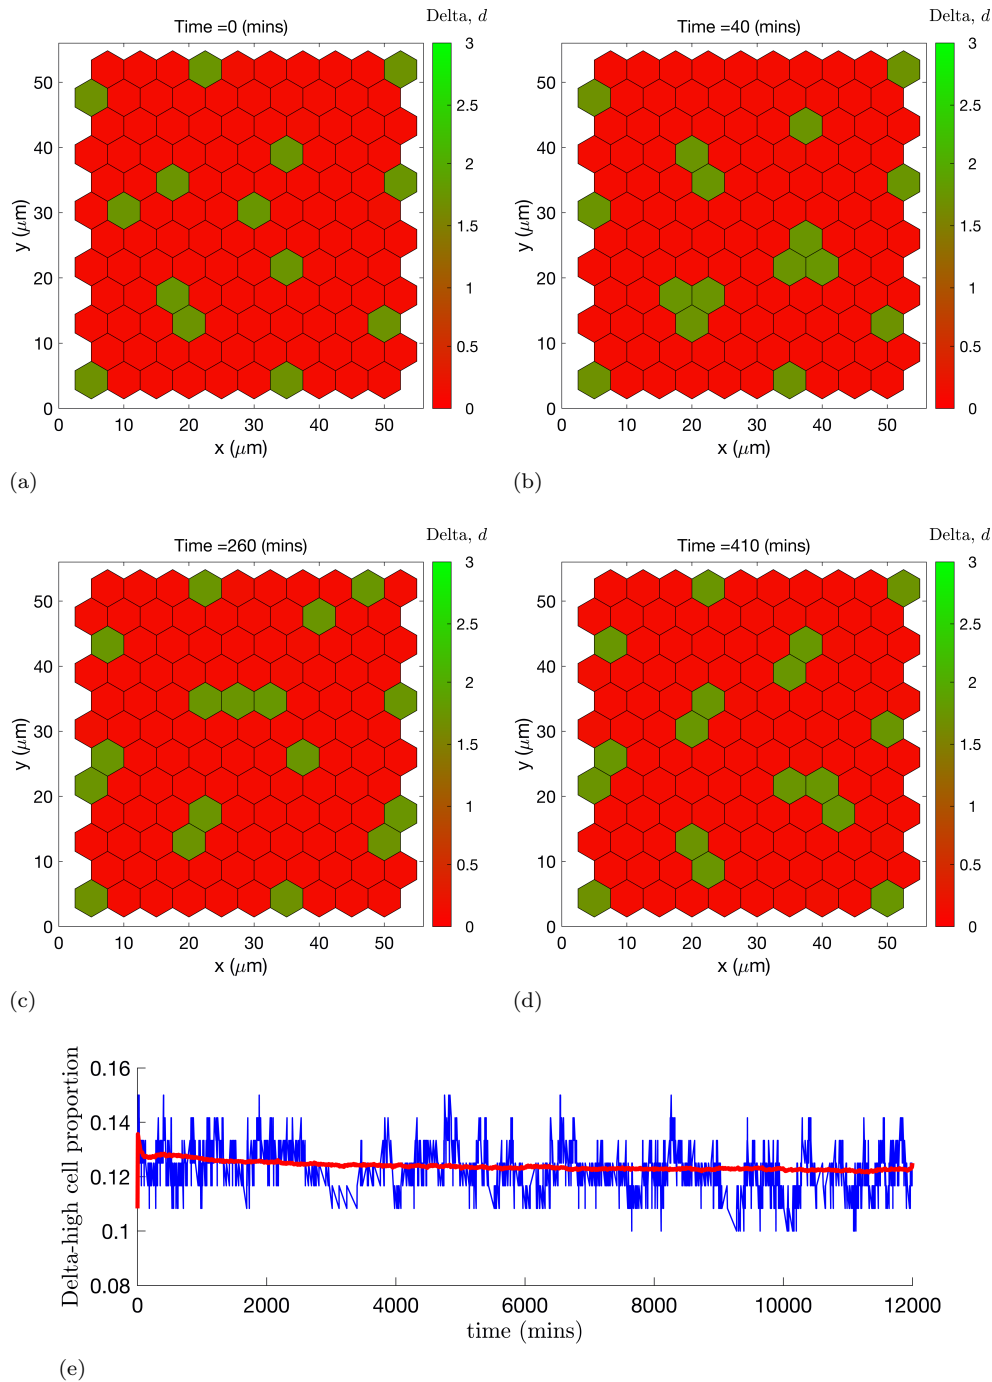 Time =0 (mins)
Delta, d
y (μm)
50
40
30
20
10
0
0 10 20 30 40 50
x (μm)
3
2.5
2
1.5
1
0.5
0
(a)
Time =40 (mins)
Delta, d
y (μm)
50
40
30
20
10
0
0 10 20 30 40 50
x (μm)
3
2.5
2
1.5
1
0.5
0
(b)
Time =260 (mins)
Delta, d
y (μm)
50
40
30
20
10
0
0 10 20 30 40 50
x (μm)
3
2.5
2
1.5
1
0.5
0
(c)
Time =410 (mins)
Delta, d
y (μm)
50
40
30
20
10
0
0 10 20 30 40 50
x (μm)
3
2.5
2
1.5
1
0.5
0
(d)
Delta-high cell proportion
0.16
0.14
0.12
0.1
0.08
0 2000 4000 6000 8000 10000 12000
time (mins)
(e)